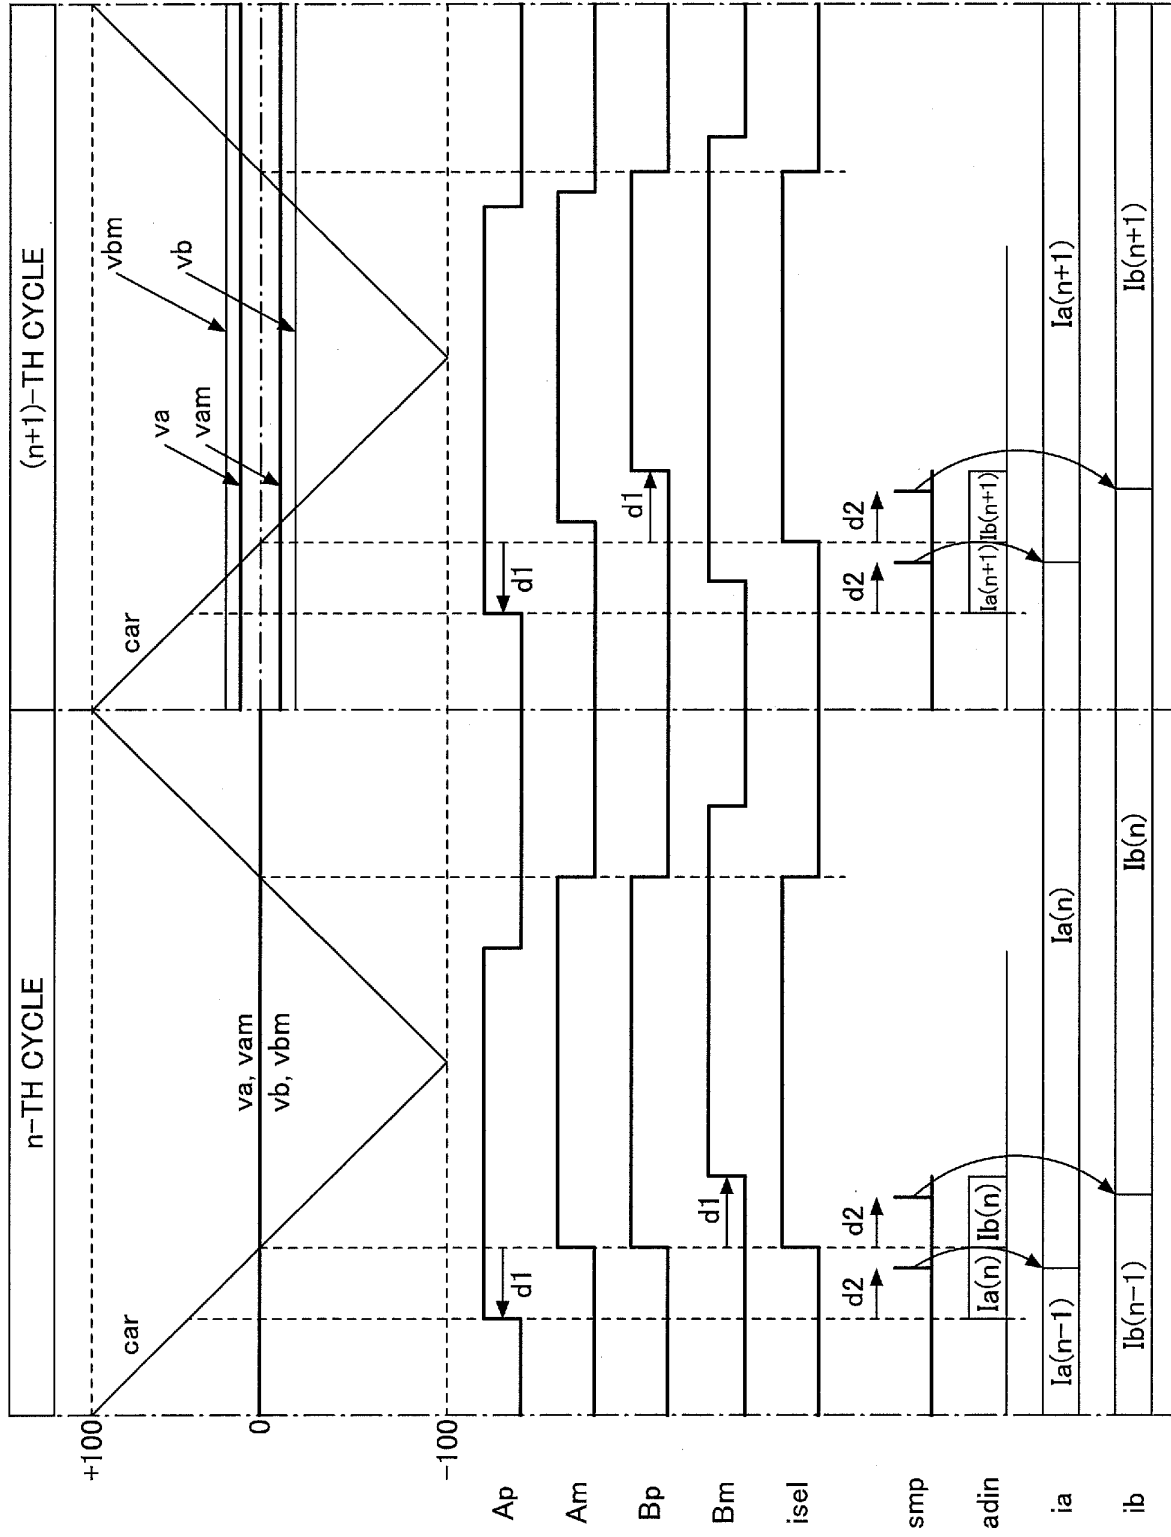 n-TH CYCLE
(n+1)-TH CYCLE
+100
0
-100
car
va, vam
vb, vbm
car
va
vam
vbm
vb
Ap
d1
d1
Am
Bp
d1
Bm
d1
isel
d2
d2
d2
d2
smp
adin
Ia(n)
Ib(n)
Ia(n+1)
Ib(n+1)
ia
Ia(n-1)
Ia(n)
Ia(n+1)
ib
Ib(n-1)
Ib(n)
Ib(n+1)